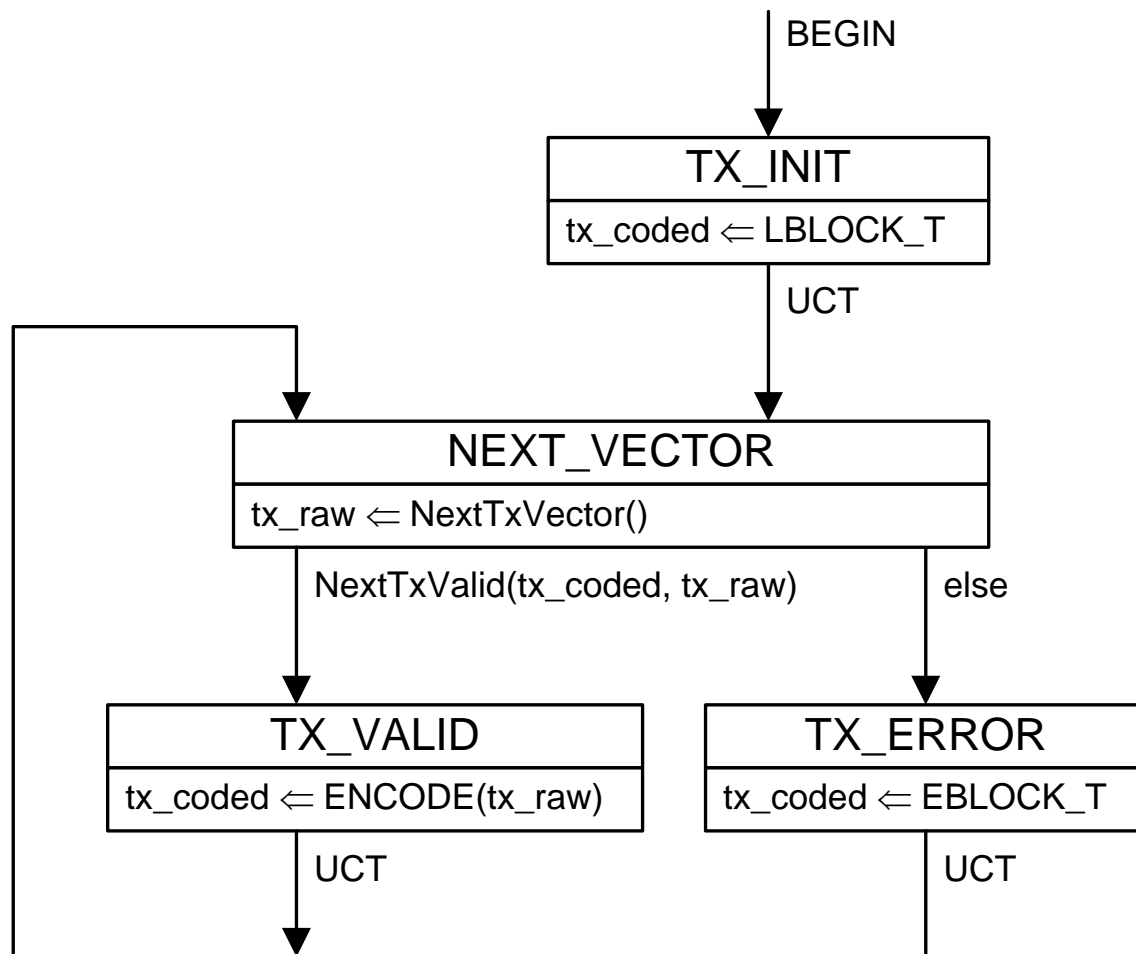 BEGIN
TX_INIT
tx_coded ⇐ LBLOCK_T
UCT
NEXT_VECTOR
tx_raw ⇐ NextTxVector()
NextTxValid(tx_coded, tx_raw)
else
TX_VALID
TX_ERROR
tx_coded ⇐ ENCODE(tx_raw)
tx_coded ⇐ EBLOCK_T
UCT
UCT